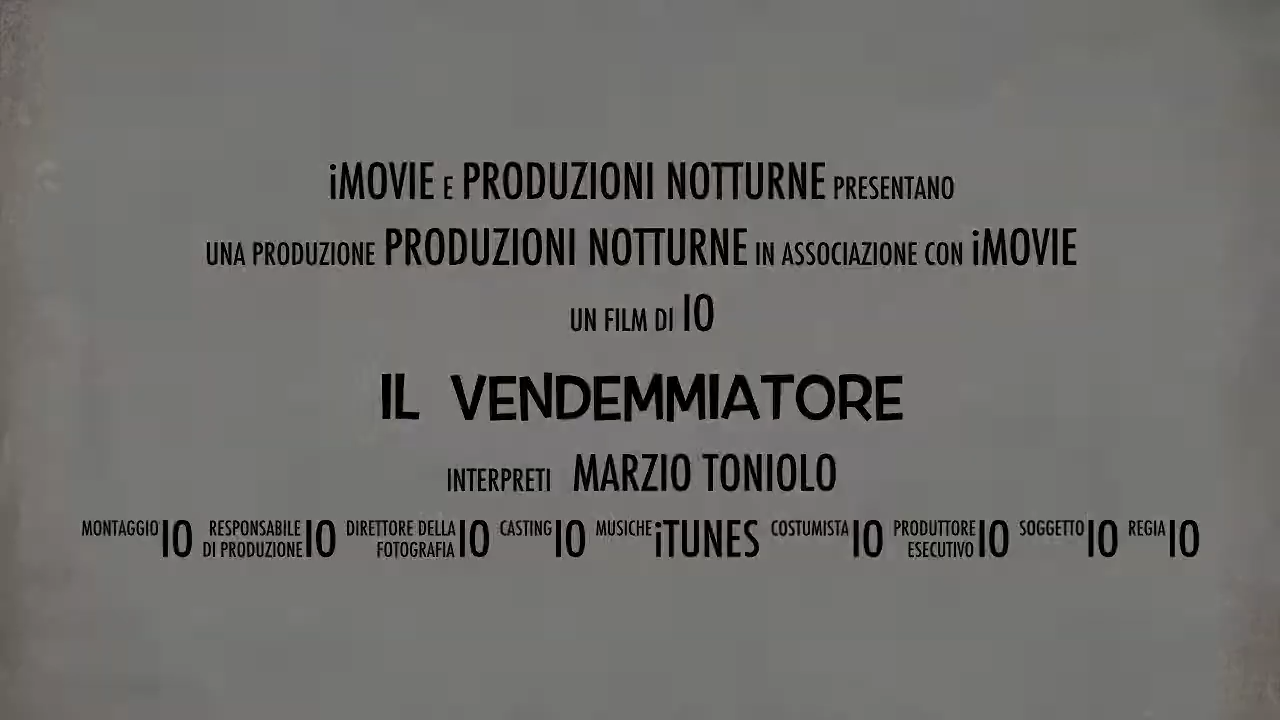 iMOVIE E PRODUZIONI NOTTURNE PRESENTANO
UNA PRODUZIONE PRODUZIONI NOTTURNE IN ASSOCIAZIONE CON iMOVIE
UN FILM DI IO
IL VENDEMMIATORE
INTERPRETI MARZIO TONIOLO
MONTAGGIO IO RESPONSABILE DI PRODUZIONE IO DIRETTORE DELLA FOTOGRAFIA IO CASTING IO MUSICHE iTUNES COSTUMISTA IO PRODUTTORE ESECUTIVO IO SOGGETTO IO REGIA IO